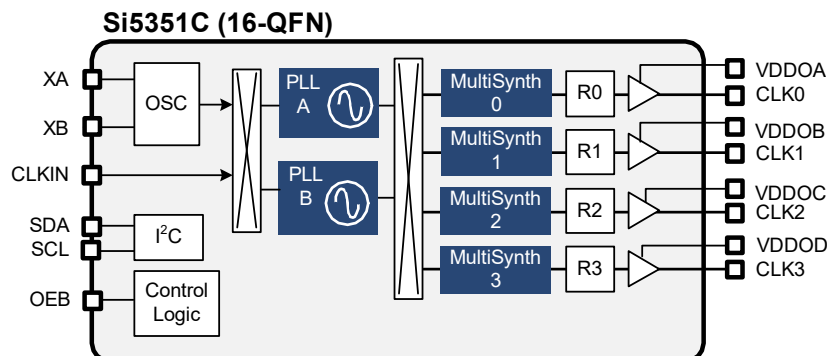 Si5351C (16-QFN)
XA
XB
CLKIN
SDA
SCL
OEB
OSC
I²C
Control
Logic
PLL
A
PLL
B
MultiSynth
0
MultiSynth
1
MultiSynth
2
MultiSynth
3
R0
R1
R2
R3
VDDOA
CLK0
VDDOB
CLK1
VDDOC
CLK2
VDDOD
CLK3